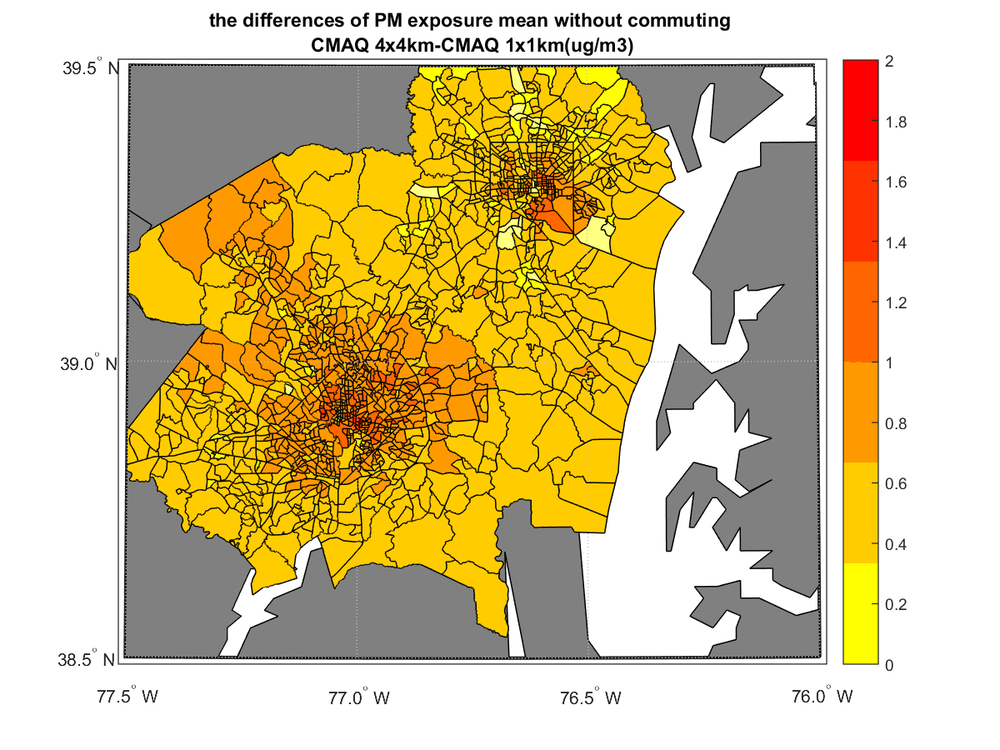 the differences of PM exposure mean without commuting
CMAQ 4x4km-CMAQ 1x1km(ug/m3)
39.5° N
39.0° N
38.5° N
77.5° W
77.0° W
76.5° W
76.0° W
2
1.8
1.6
1.4
1.2
1
0.8
0.6
0.4
0.2
0